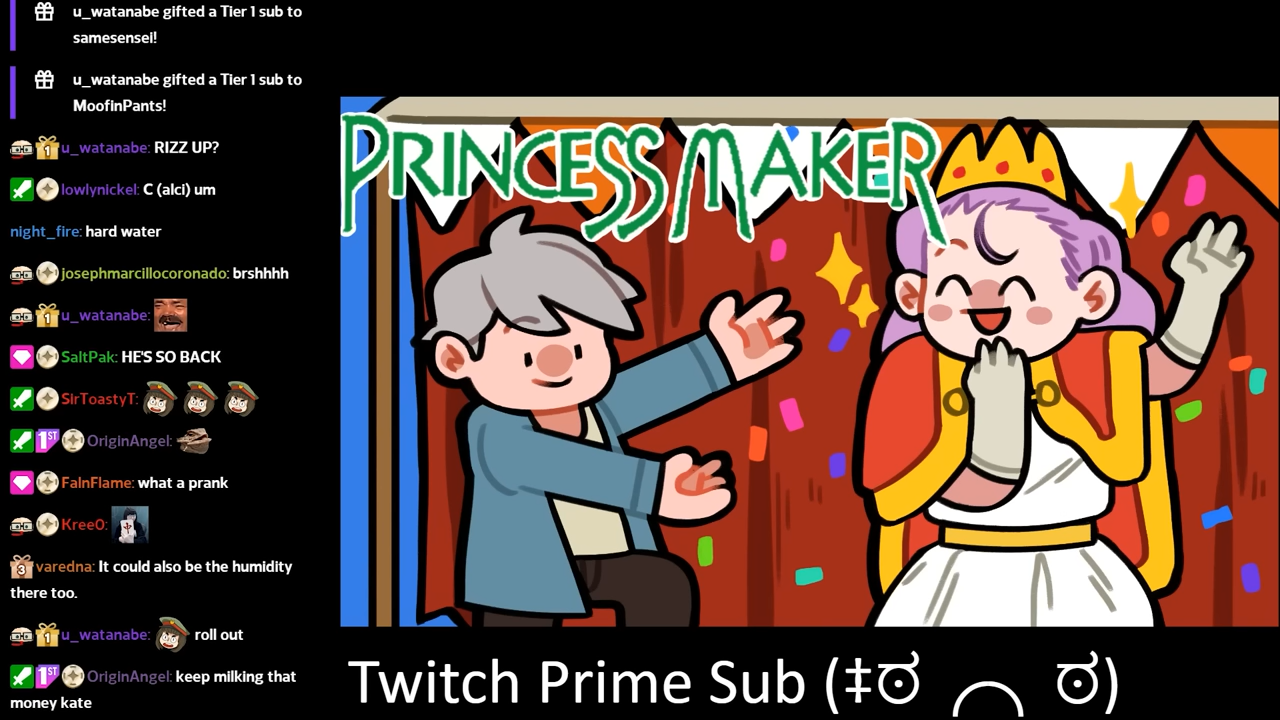 u_watanabe gifted a Tier 1 sub to
samesensei!
u_watanabe gifted a Tier 1 sub to
MoofinPants!
u_watanabe: RIZZ UP?
lowlynickel: C (alci) um
night_fire: hard water
josephmarcillocoronado: brshhhh
u_watanabe:
SaltPak: HE'S SO BACK
SirToastyT:
OriginAngel:
FalnFlame: what a prank
Kree0:
varedna: It could also be the humidity
there too.
u_watanabe: roll out
OriginAngel: keep milking that
money kate
PRINCESS MAKER
Twitch Prime Sub (‡ಠ ╭╮ ಠ)